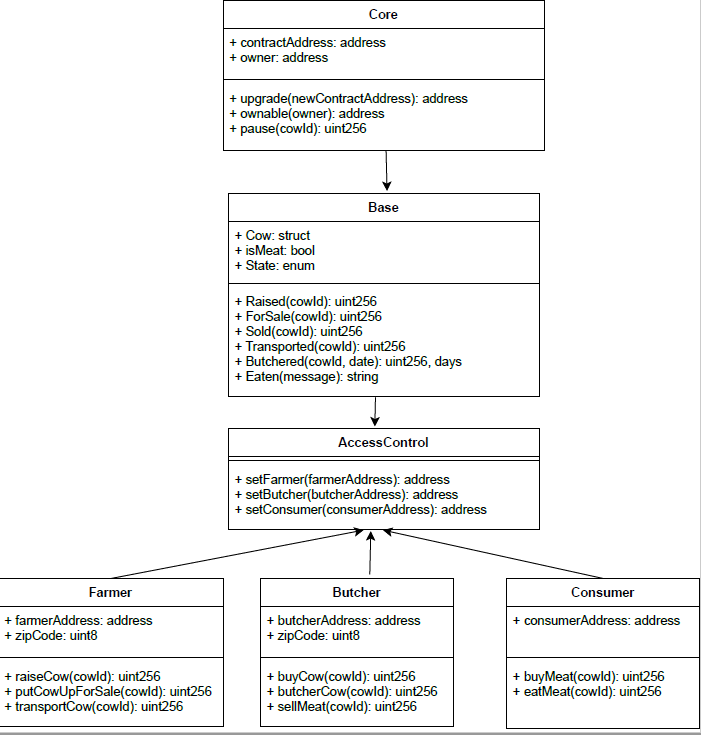 Core
+ contractAddress: address
+ owner: address
+ upgrade(newContractAddress): address
+ ownable(owner): address
+ pause(cowId): uint256
Base
+ Cow: struct
+ isMeat: bool
+ State: enum
+ Raised(cowId): uint256
+ ForSale(cowId): uint256
+ Sold(cowId): uint256
+ Transported(cowId): uint256
+ Butchered(cowId, date): uint256, days
+ Eaten(message): string
AccessControl
+ setFarmer(farmerAddress): address
+ setButcher(butcherAddress): address
+ setConsumer(consumerAddress): address
Farmer
+ farmerAddress: address
+ zipCode: uint8
+ raiseCow(cowId): uint256
+ putCowUpForSale(cowId): uint256
+ transportCow(cowId): uint256
Butcher
+ butcherAddress: address
+ zipCode: uint8
+ buyCow(cowId): uint256
+ butcherCow(cowId): uint256
+ sellMeat(cowId): uint256
Consumer
+ consumerAddress: address
+ buyMeat(cowId): uint256
+ eatMeat(cowId): uint256